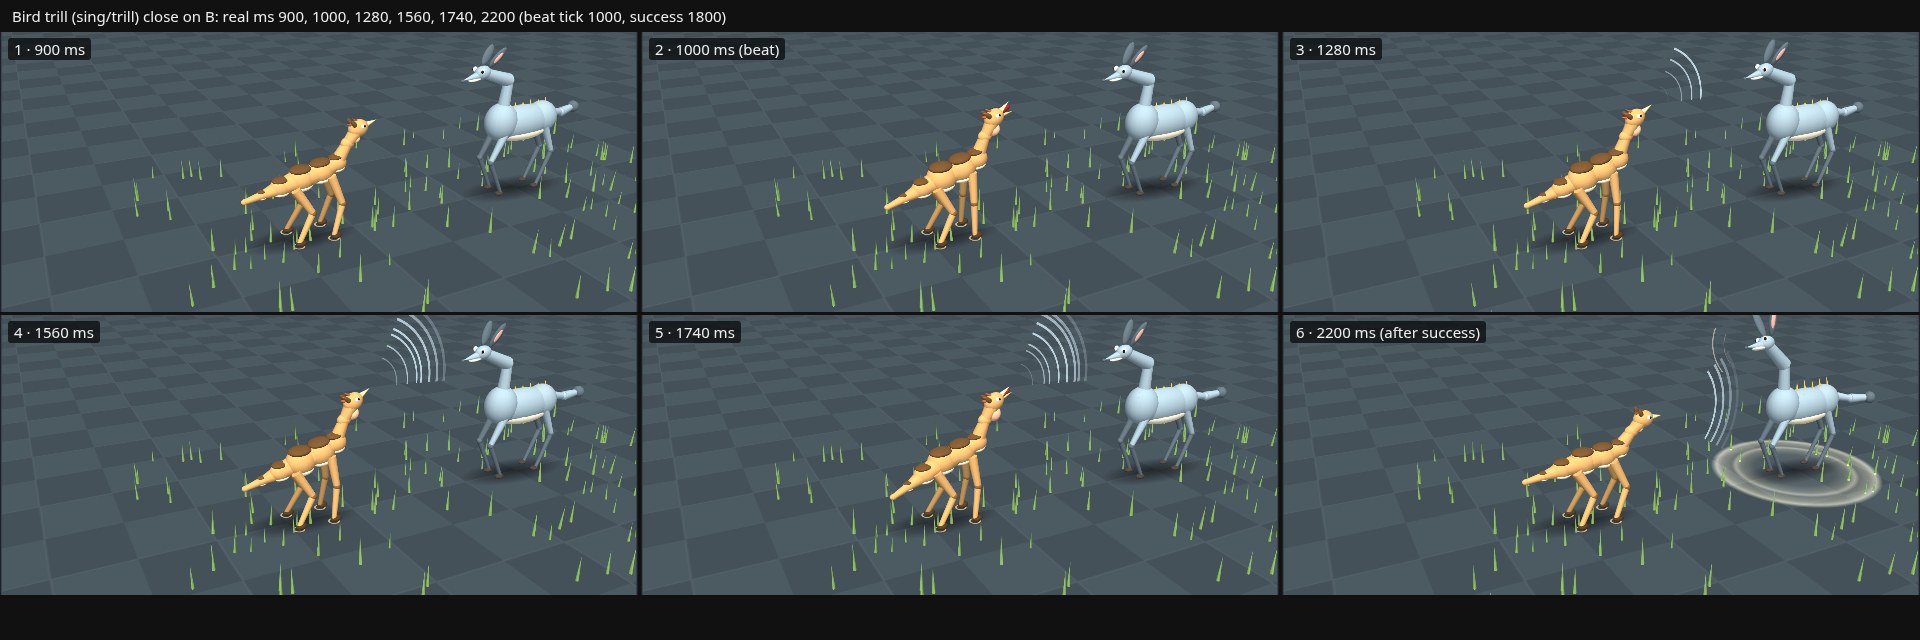 Bird trill (sing/trill) close on B: real ms 900, 1000, 1280, 1560, 1740, 2200 (beat tick 1000, success 1800)
1 · 900 ms
2 · 1000 ms (beat)
3 · 1280 ms
4 · 1560 ms
5 · 1740 ms
6 · 2200 ms (after success)